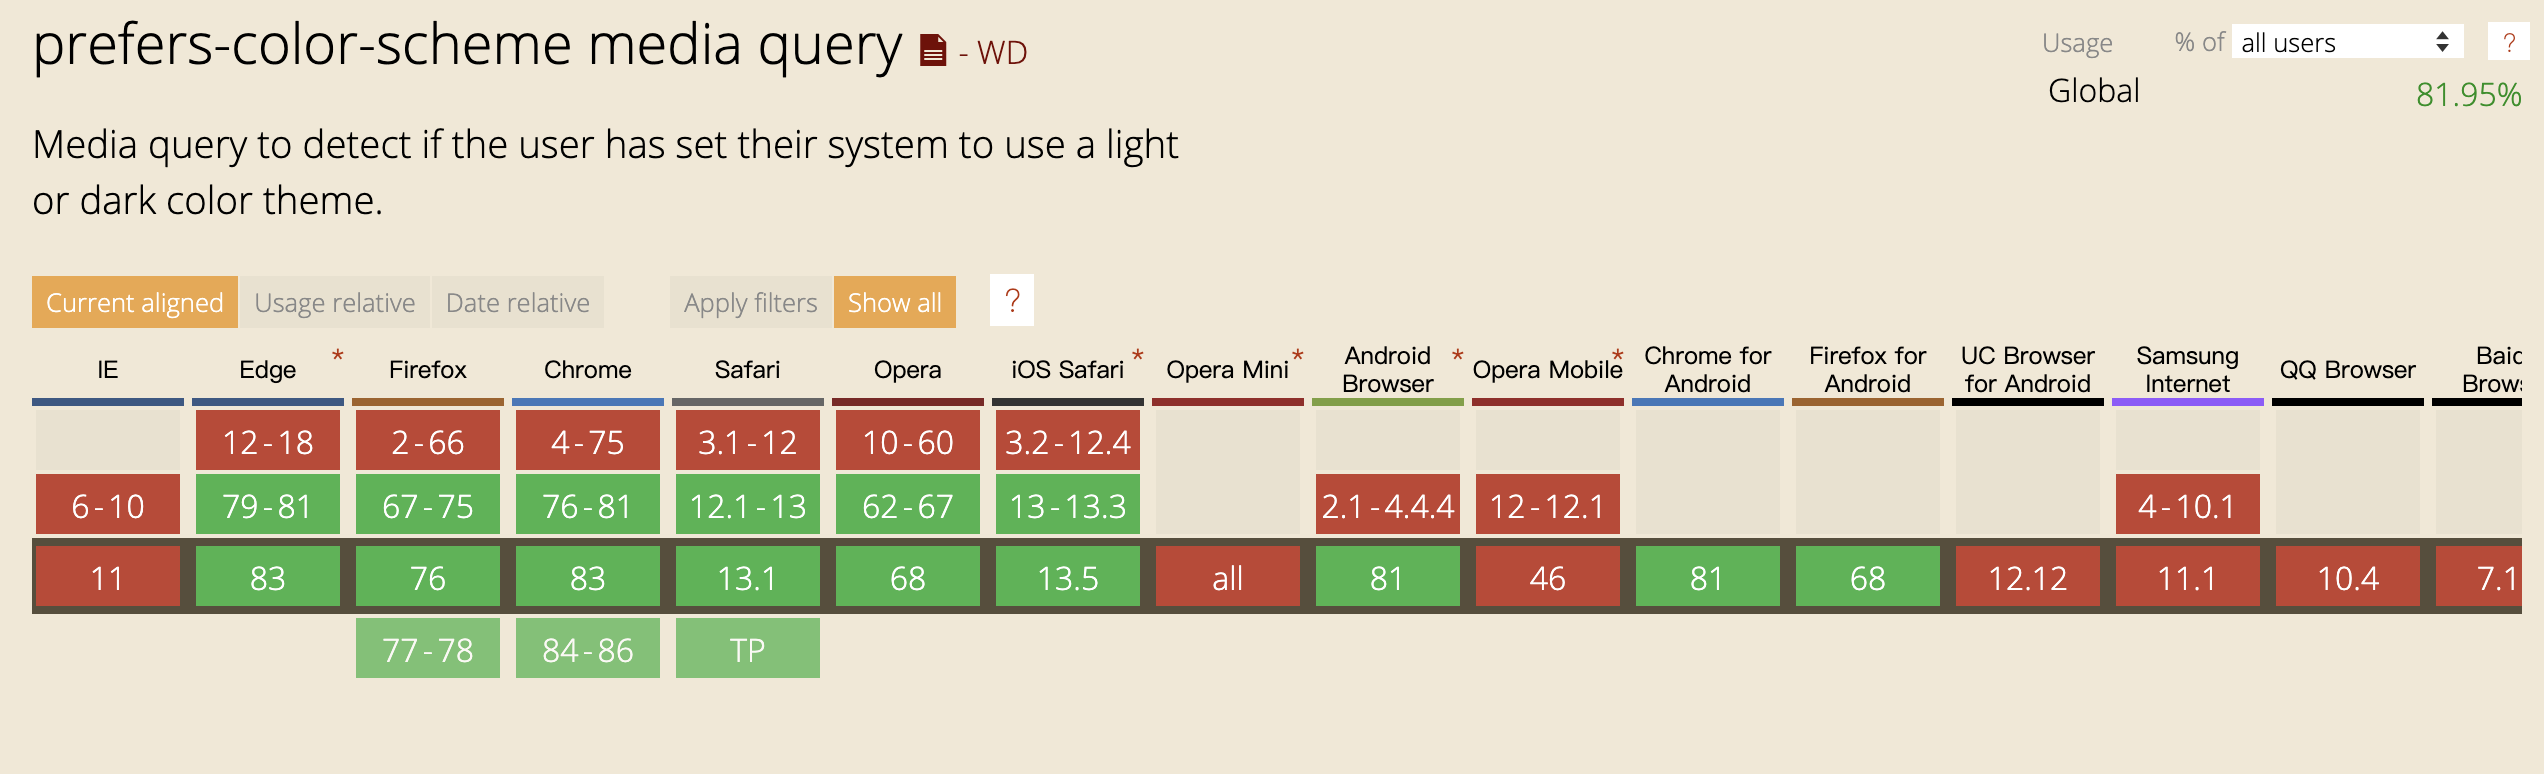 prefers-color-scheme media query - WD
Usage % of all users ?
Global 81.95%
Media query to detect if the user has set their system to use a light
or dark color theme.
Current aligned Usage relative Date relative Apply filters Show all ?
IE Edge * Firefox Chrome Safari Opera iOS Safari * Opera Mini * Android Browser * Opera Mobile * Chrome for Android Firefox for Android UC Browser for Android Samsung Internet QQ Browser
12-18 2-66 4-75 3.1-12 10-60 3.2-12.4
6-10 79-81 67-75 76-81 12.1-13 62-67 13-13.3 2.1-4.4.4 12-12.1 4-10.1
11 83 76 83 13.1 68 13.5 all 81 46 81 68 12.12 11.1 10.4 7.1
77-78 84-86 TP